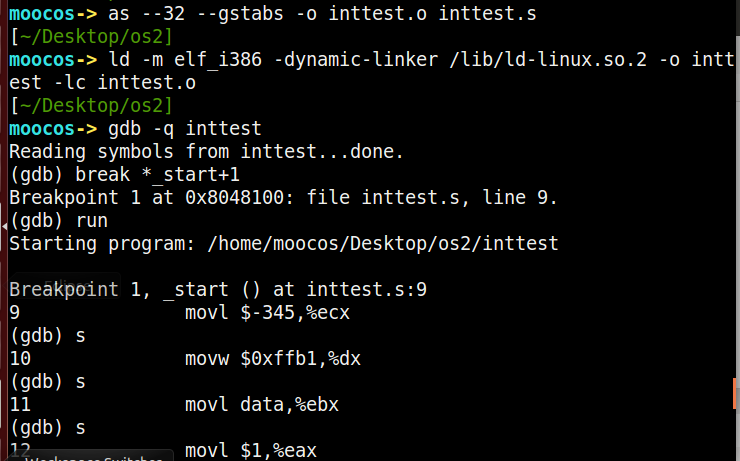 moocos-> as --32 --gstabs -o inttest.o inttest.s
[~/Desktop/os2]
moocos-> ld -m elf_i386 -dynamic-linker /lib/ld-linux.so.2 -o intt
est -lc inttest.o
[~/Desktop/os2]
moocos-> gdb -q inttest
Reading symbols from inttest...done.
(gdb) break *_start+1
Breakpoint 1 at 0x8048100: file inttest.s, line 9.
(gdb) run
Starting program: /home/moocos/Desktop/os2/inttest
Breakpoint 1, _start () at inttest.s:9
9 movl $-345,%ecx
(gdb) s
10 movw $0xffb1,%dx
(gdb) s
11 movl data,%ebx
(gdb) s
12 movl $1,%eax
Workspace Switcher